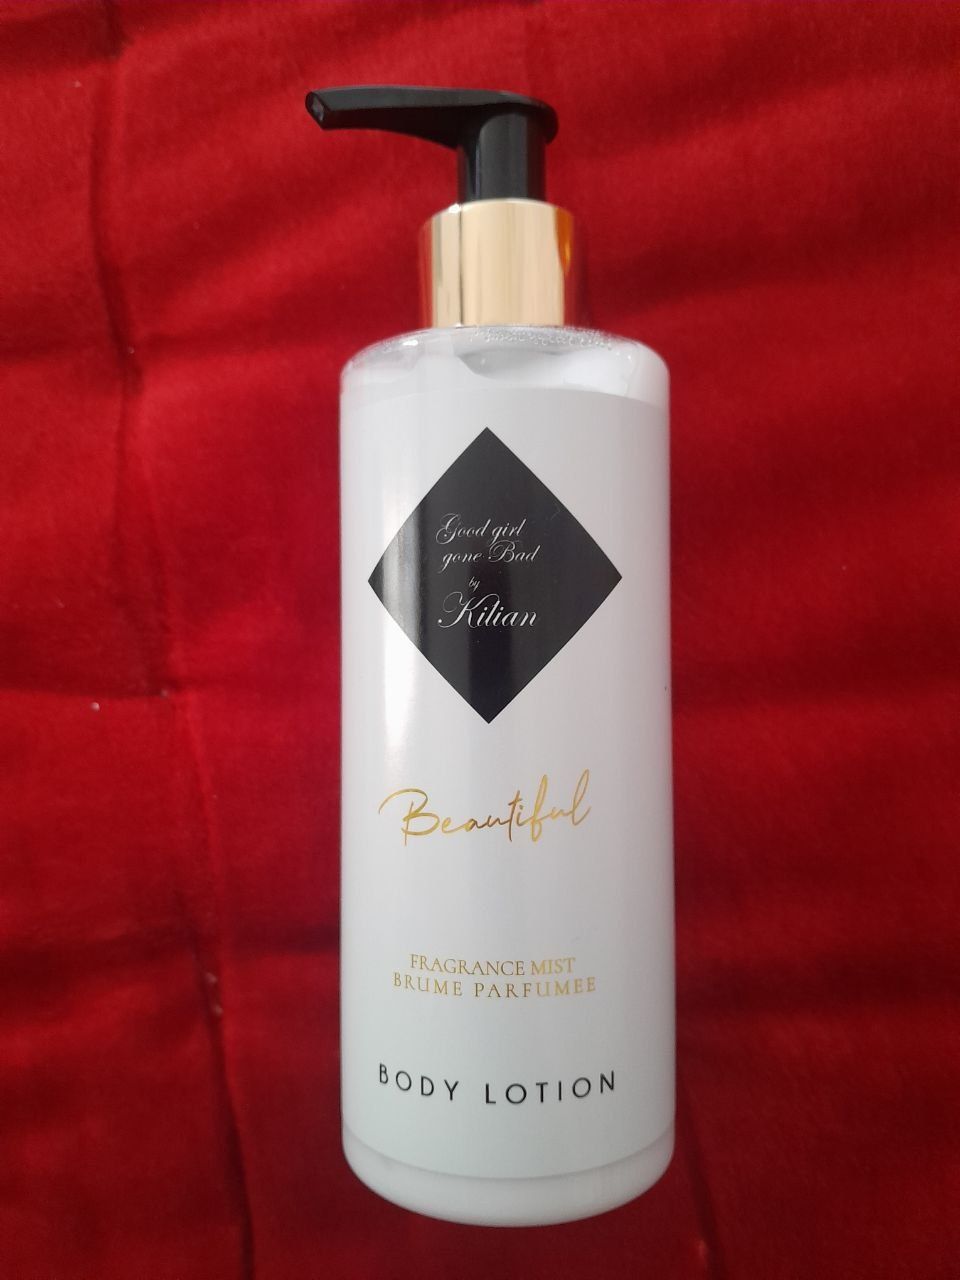 Good girl
gone Bad
by
Kilian
Beautiful
FRAGRANCE MIST
BRUME PARFUMEE
BODY LOTION